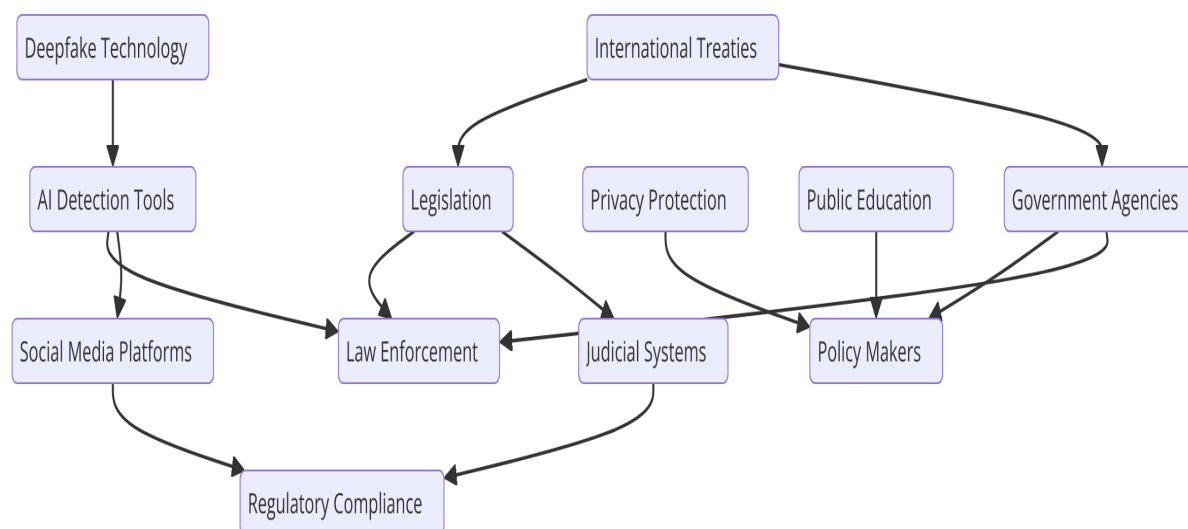 Deepfake Technology
International Treaties
AI Detection Tools
Legislation
Privacy Protection
Public Education
Government Agencies
Social Media Platforms
Law Enforcement
Judicial Systems
Policy Makers
Regulatory Compliance